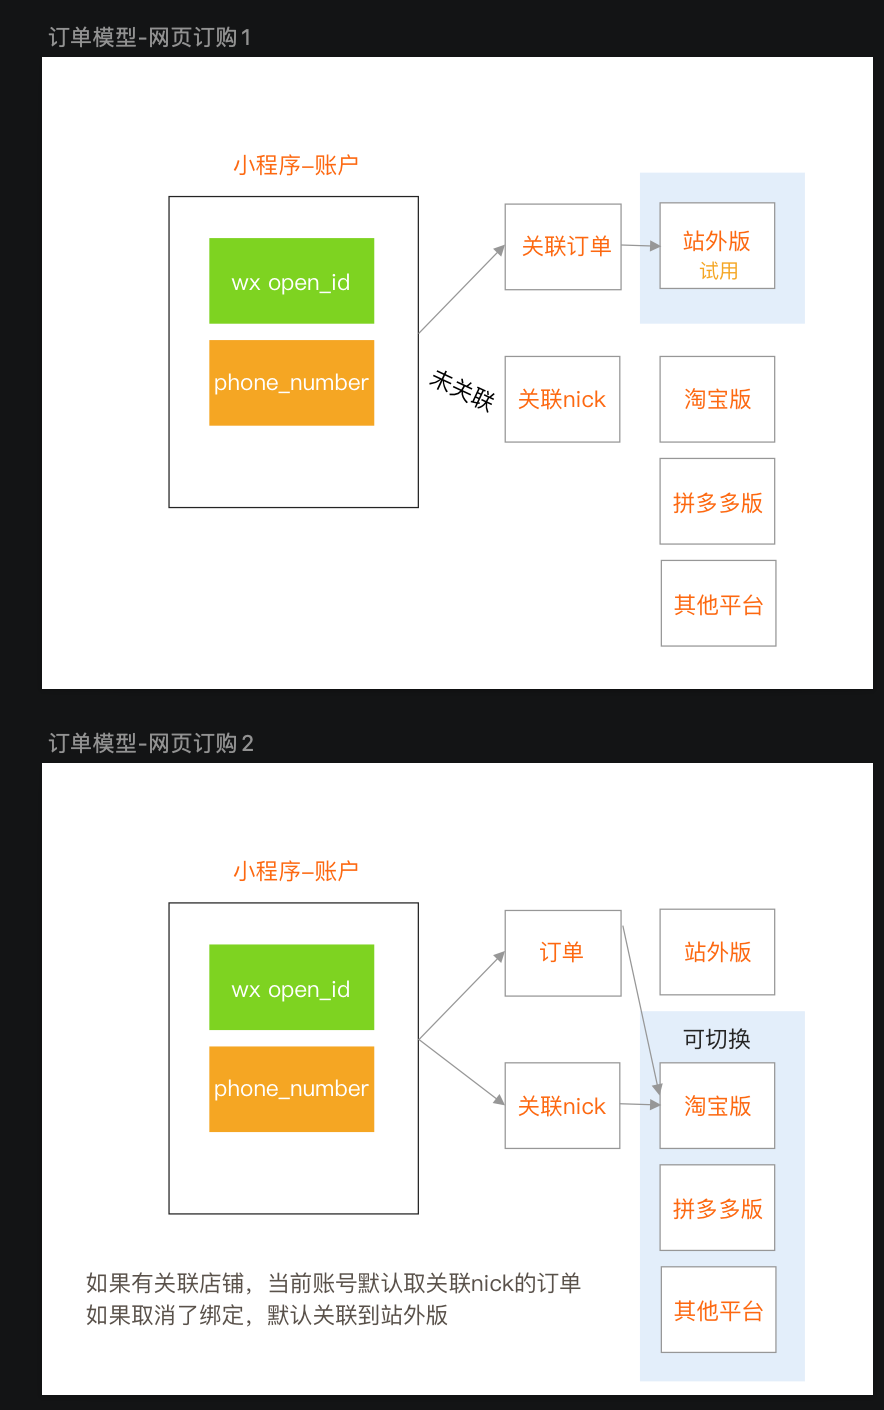 订单模型-网页订购1
小程序-账户
wx open_id
phone_number
未关联
关联订单
关联nick
站外版
试用
淘宝版
拼多多版
其他平台
订单模型-网页订购2
小程序-账户
wx open_id
phone_number
订单
关联nick
站外版
可切换
淘宝版
拼多多版
其他平台
如果有关联店铺，当前账号默认取关联nick的订单
如果取消了绑定，默认关联到站外版